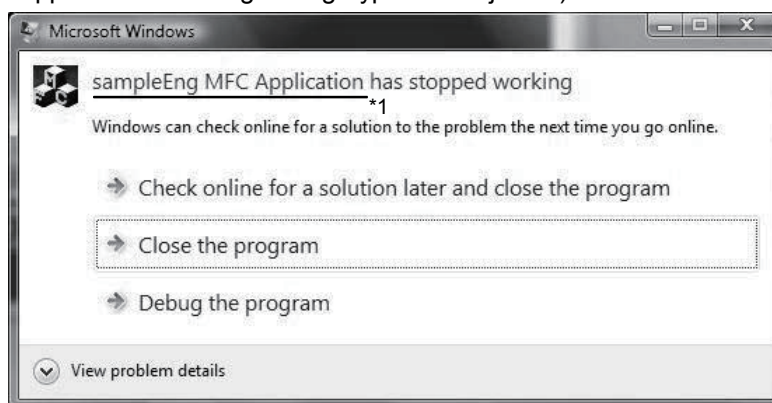 Microsoft Windows
sampleEng MFC Application has stopped working
*1
Windows can check online for a solution to the problem the next time you go online.
Check online for a solution later and close the program
Close the program
Debug the program
View problem details